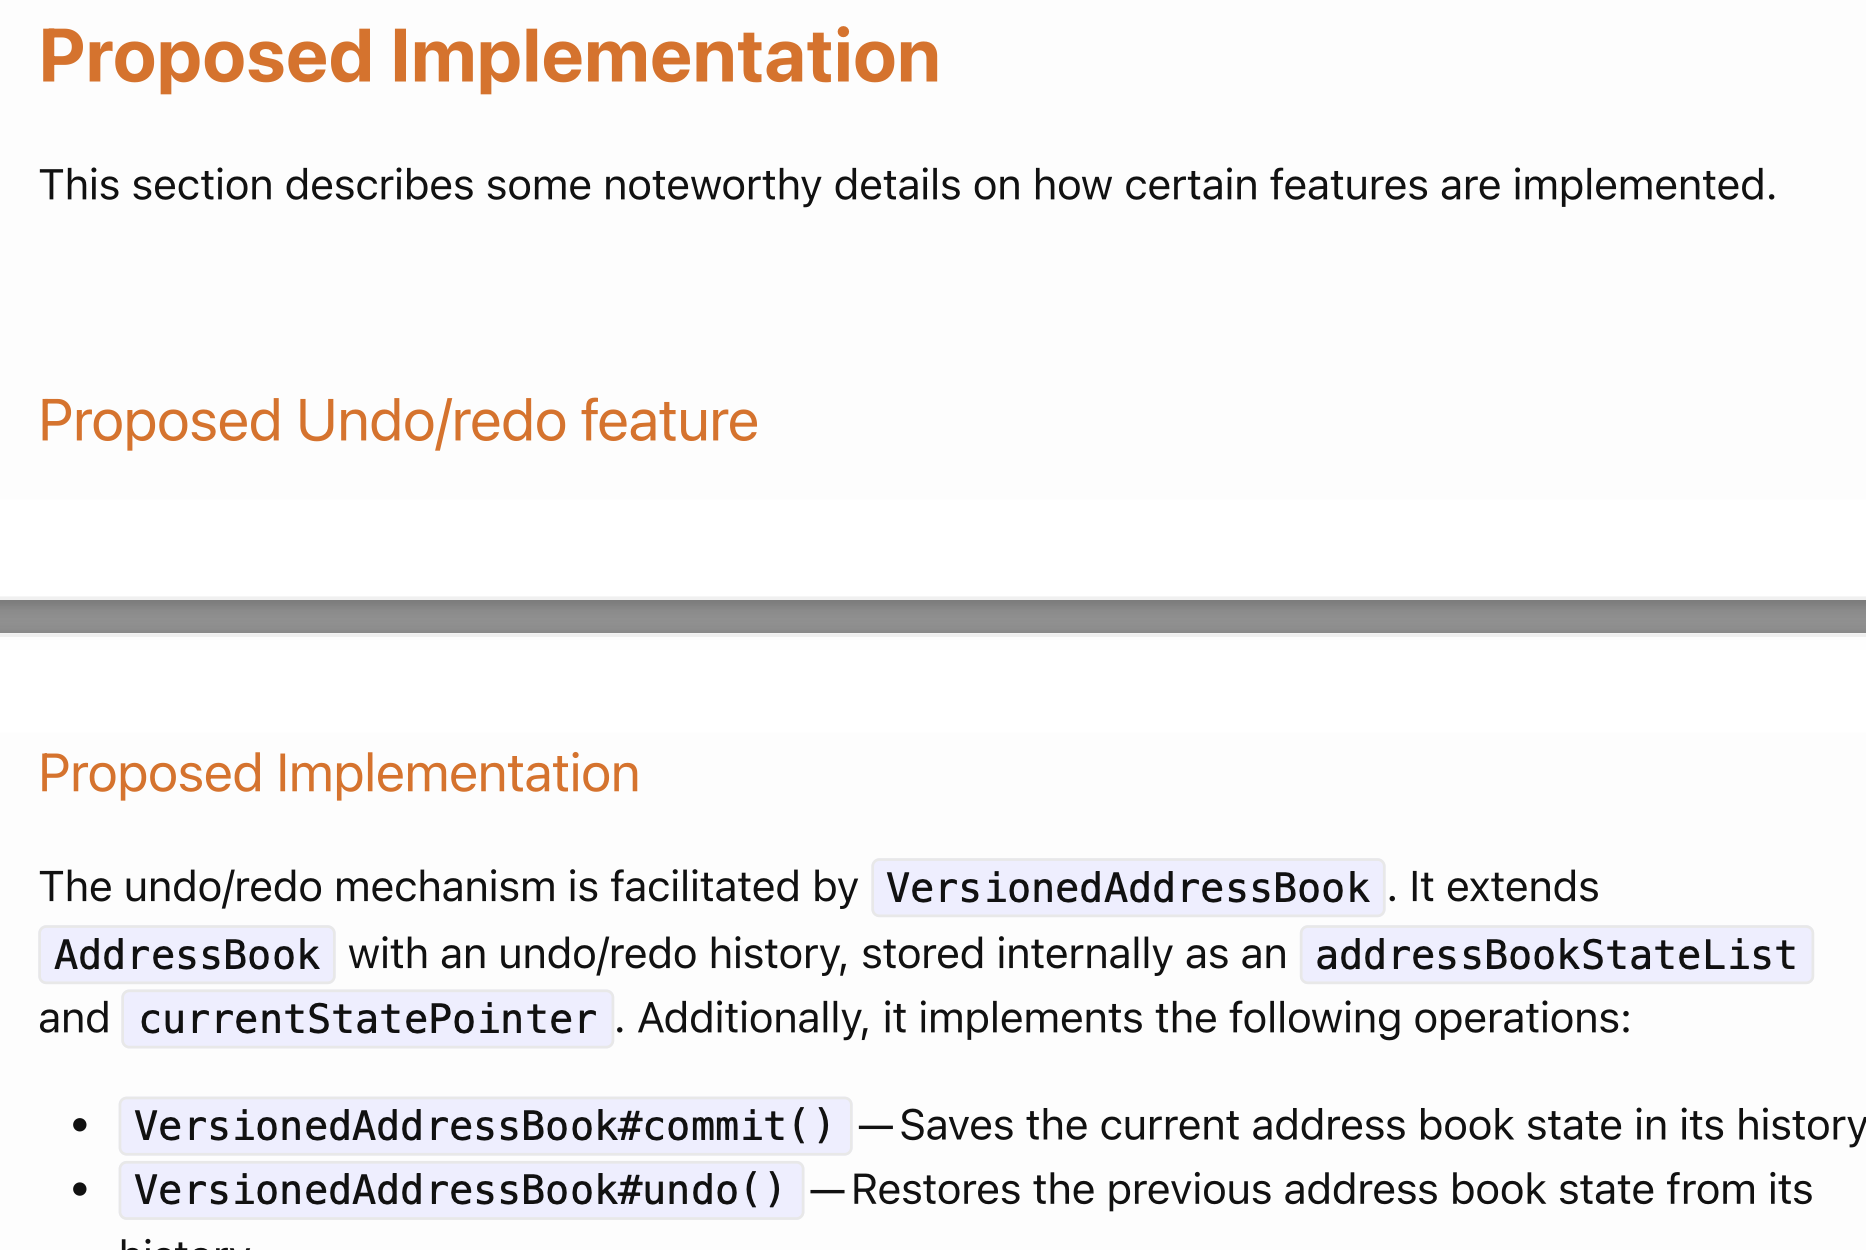 Proposed Implementation
This section describes some noteworthy details on how certain features are implemented.
Proposed Undo/redo feature
Proposed Implementation
The undo/redo mechanism is facilitated by VersionedAddressBook. It extends
AddressBook with an undo/redo history, stored internally as an addressBookStateList
and currentStatePointer. Additionally, it implements the following operations:
• VersionedAddressBook#commit() — Saves the current address book state in its history
• VersionedAddressBook#undo() — Restores the previous address book state from its
history